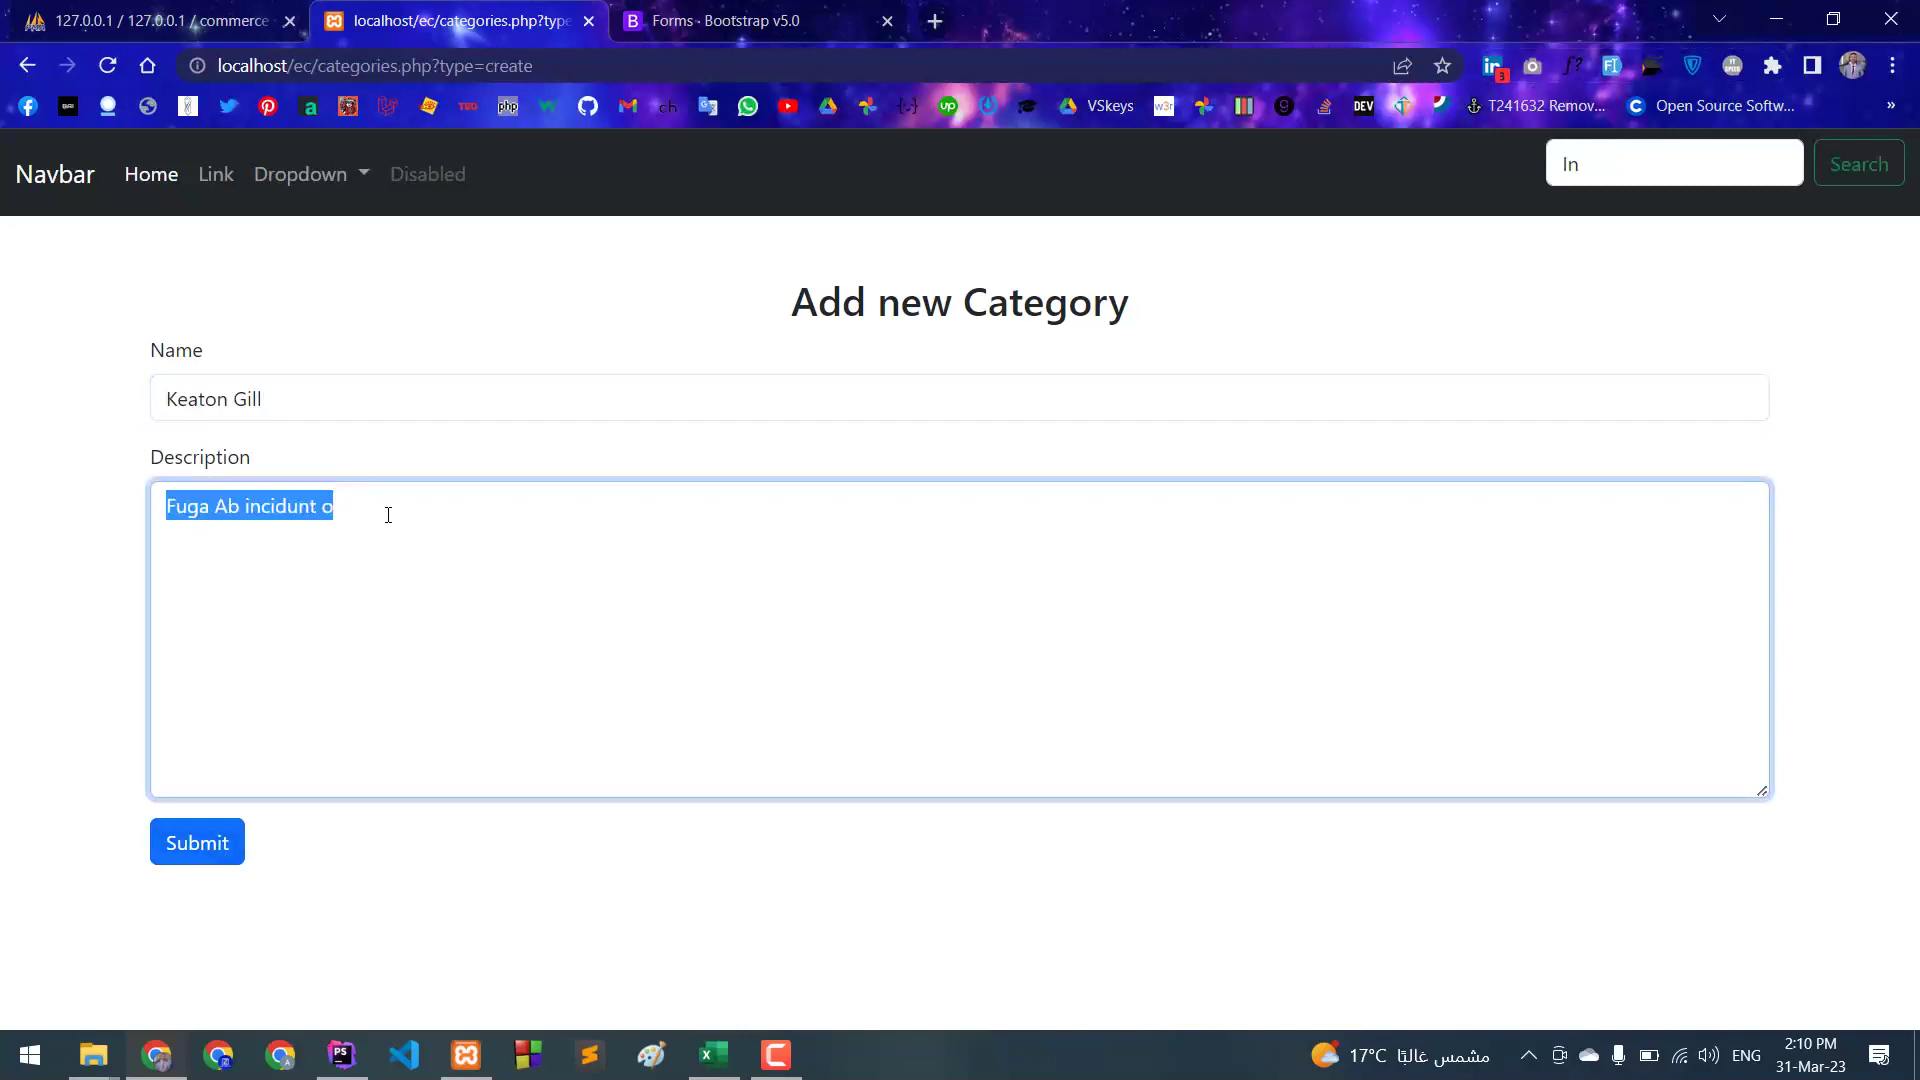 127.0.0.1 / 127.0.0.1 / commerce
localhost/ec/categories.php?type
Forms · Bootstrap v5.0
localhost/ec/categories.php?type=create
VSkeys
T241632 Remov...
Open Source Softw...
Navbar
Home
Link
Dropdown
Disabled
In
Search
Add new Category
Name
Keaton Gill
Description
Fuga Ab incidunt o
Submit
17°C مشمس غالبًا
ENG
2:10 PM
31-Mar-23